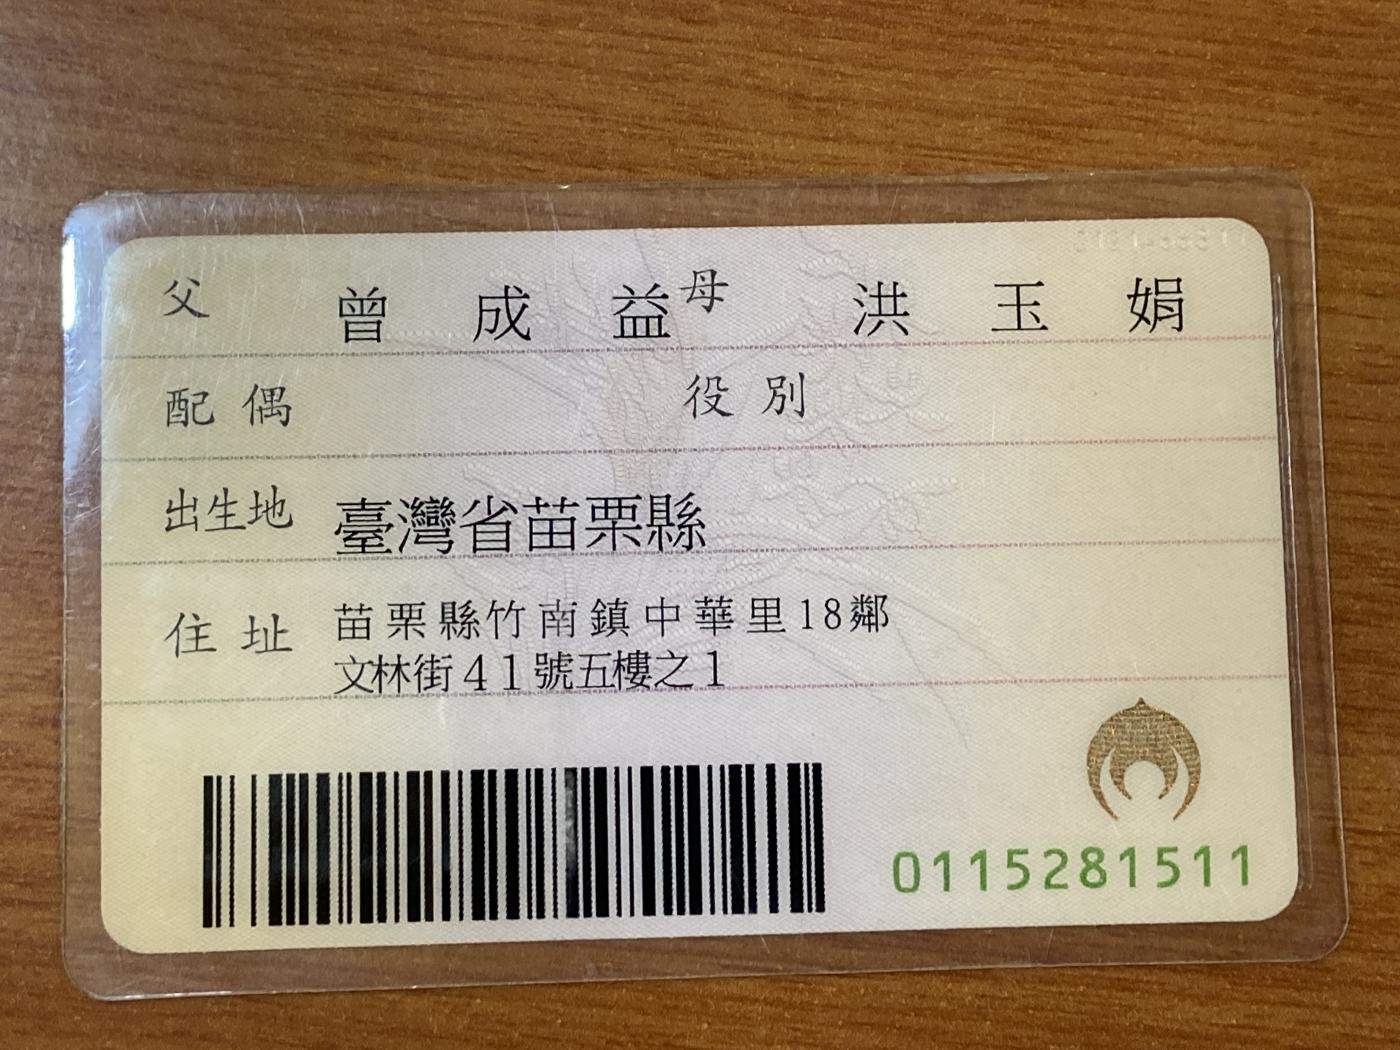 父 曾成益 母 洪玉娟
配偶 役別
出生地 臺灣省苗栗縣
住址 苗栗縣竹南鎮中華里18鄰
文林街41號五樓之1
0115281511